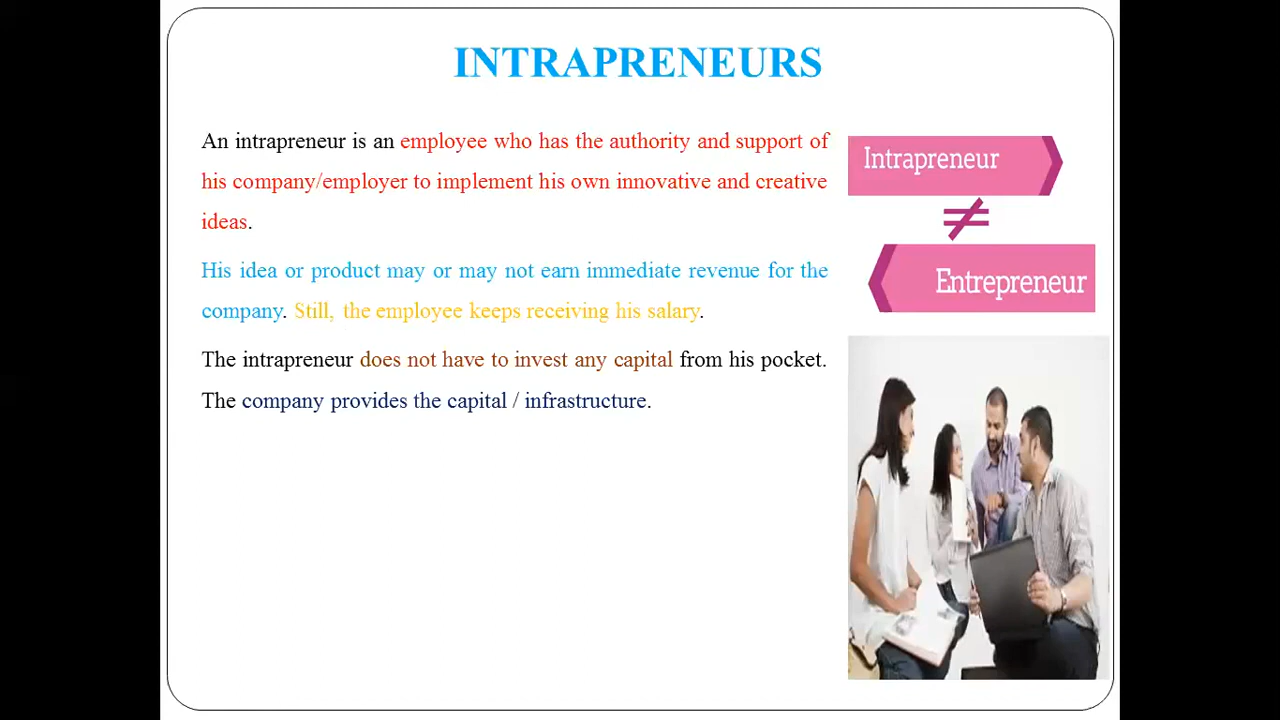 INTRAPRENEURS
An intrapreneur is an employee who has the authority and support of
his company/employer to implement his own innovative and creative
ideas.
His idea or product may or may not earn immediate revenue for the
company. Still, the employee keeps receiving his salary.
The intrapreneur does not have to invest any capital from his pocket.
The company provides the capital / infrastructure.
Intrapreneur
≠
Entrepreneur